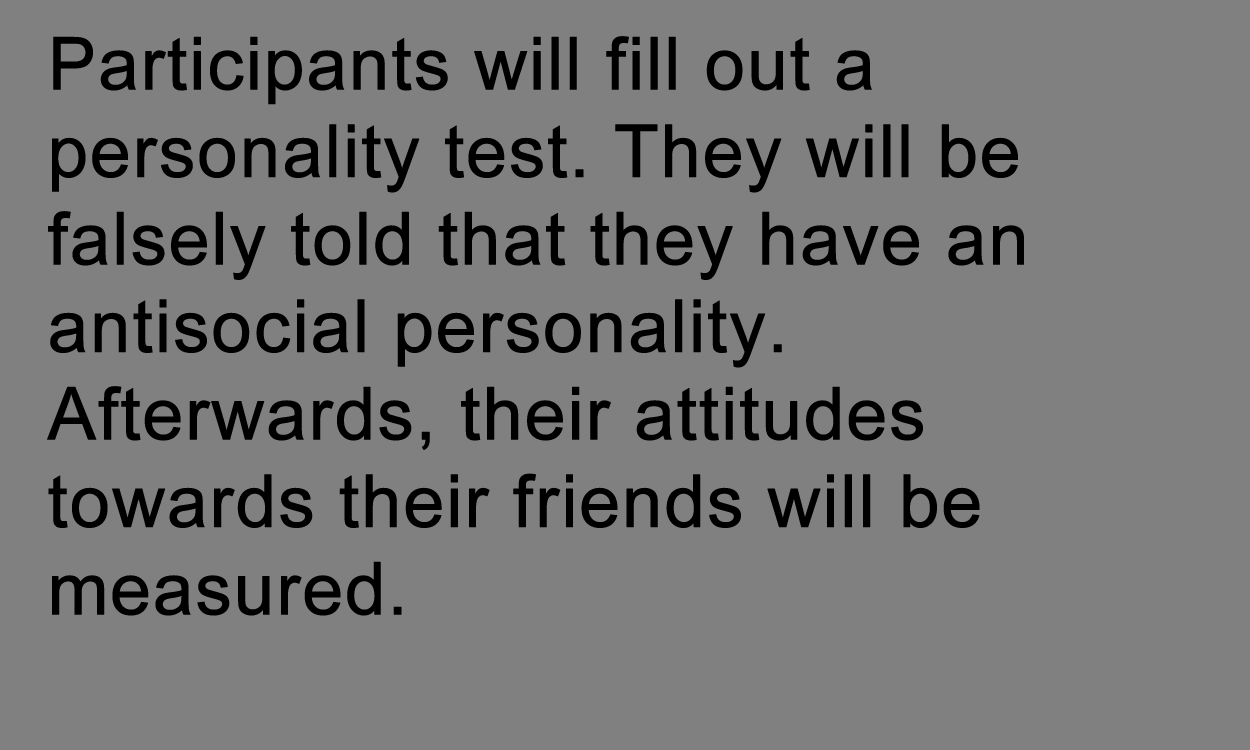 Participants will fill out a
personality test. They will be
falsely told that they have an
antisocial personality.
Afterwards, their attitudes
towards their friends will be
measured.